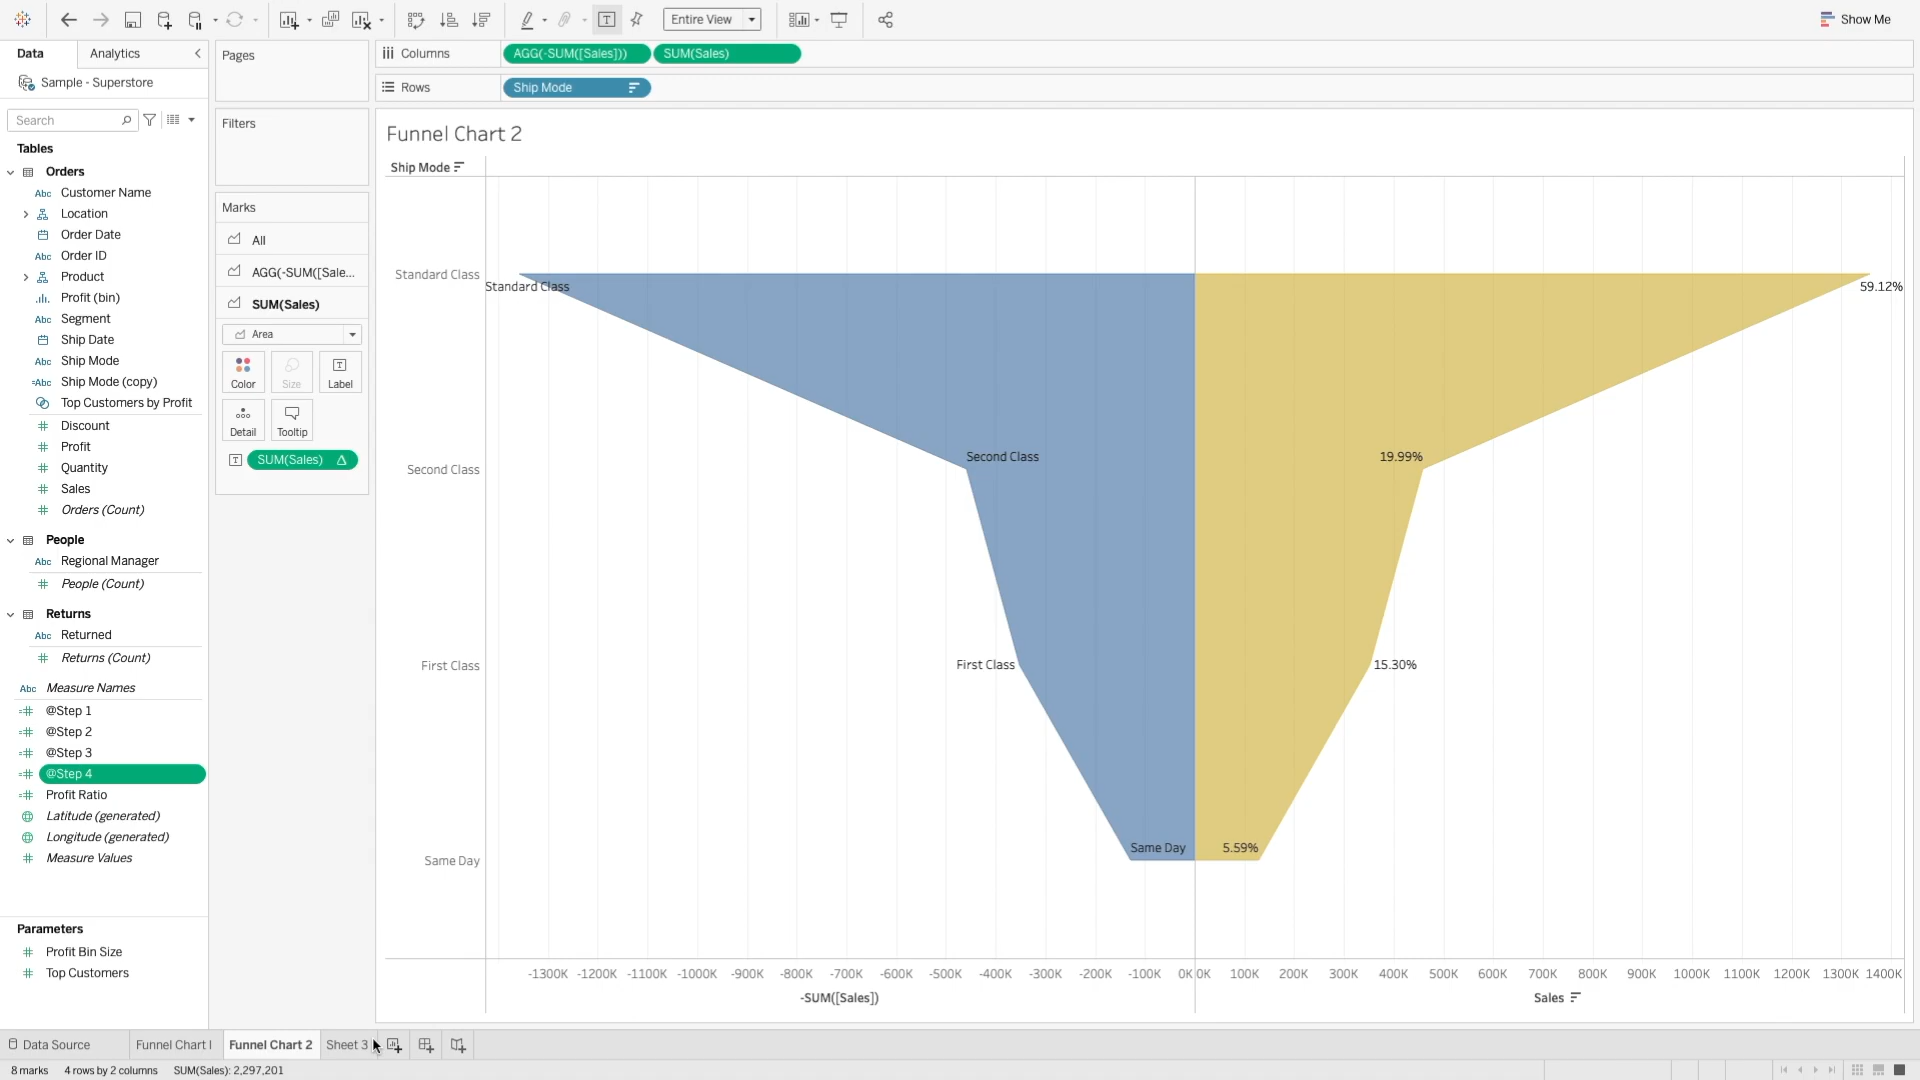 Entire View
Show Me
Data
Analytics
Sample - Superstore
Search
Tables
Orders
Abc Customer Name
Location
Order Date
Abc Order ID
Product
Profit (bin)
Abc Segment
Ship Date
Abc Ship Mode
=Abc Ship Mode (copy)
Top Customers by Profit
# Discount
# Profit
# Quantity
# Sales
# Orders (Count)
People
Abc Regional Manager
# People (Count)
Returns
Abc Returned
# Returns (Count)
Abc Measure Names
=# @Step 1
=# @Step 2
=# @Step 3
=# @Step 4
=# Profit Ratio
Latitude (generated)
Longitude (generated)
# Measure Values
Parameters
# Profit Bin Size
# Top Customers
Pages
Filters
Marks
All
AGG(-SUM([Sale...
SUM(Sales)
Area
Color
Size
T
Label
Detail
Tooltip
T SUM(Sales) Δ
Columns
AGG(-SUM([Sales]))
SUM(Sales)
Rows
Ship Mode
Funnel Chart 2
Ship Mode
Standard Class
Standard Class
59.12%
Second Class
Second Class
19.99%
First Class
First Class
15.30%
Same Day
Same Day
5.59%
-1300K -1200K -1100K -1000K -900K -800K -700K -600K -500K -400K -300K -200K -100K 0K 0K 100K 200K 300K 400K 500K 600K 700K 800K 900K 1000K 1100K 1200K 1300K 1400K
-SUM([Sales])
Sales
Data Source
Funnel Chart I
Funnel Chart 2
Sheet 3
8 marks
4 rows by 2 columns
SUM(Sales): 2,297,201